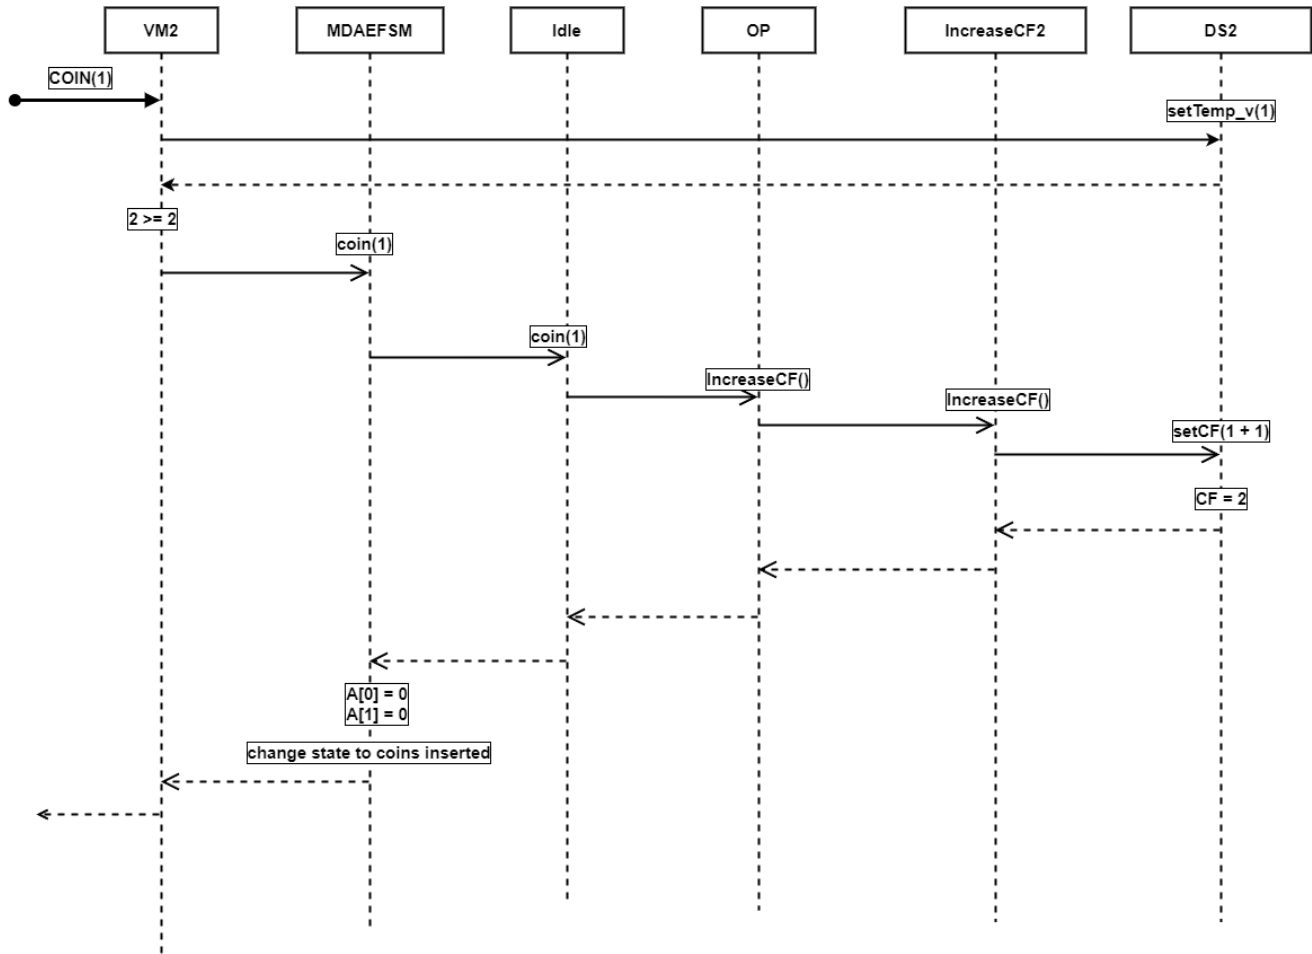 VM2
MDAEFSM
Idle
OP
IncreaseCF2
DS2
COIN(1)
setTemp_v(1)
2 >= 2
coin(1)
coin(1)
IncreaseCF()
IncreaseCF()
setCF(1 + 1)
CF = 2
A[0] = 0
A[1] = 0
change state to coins inserted